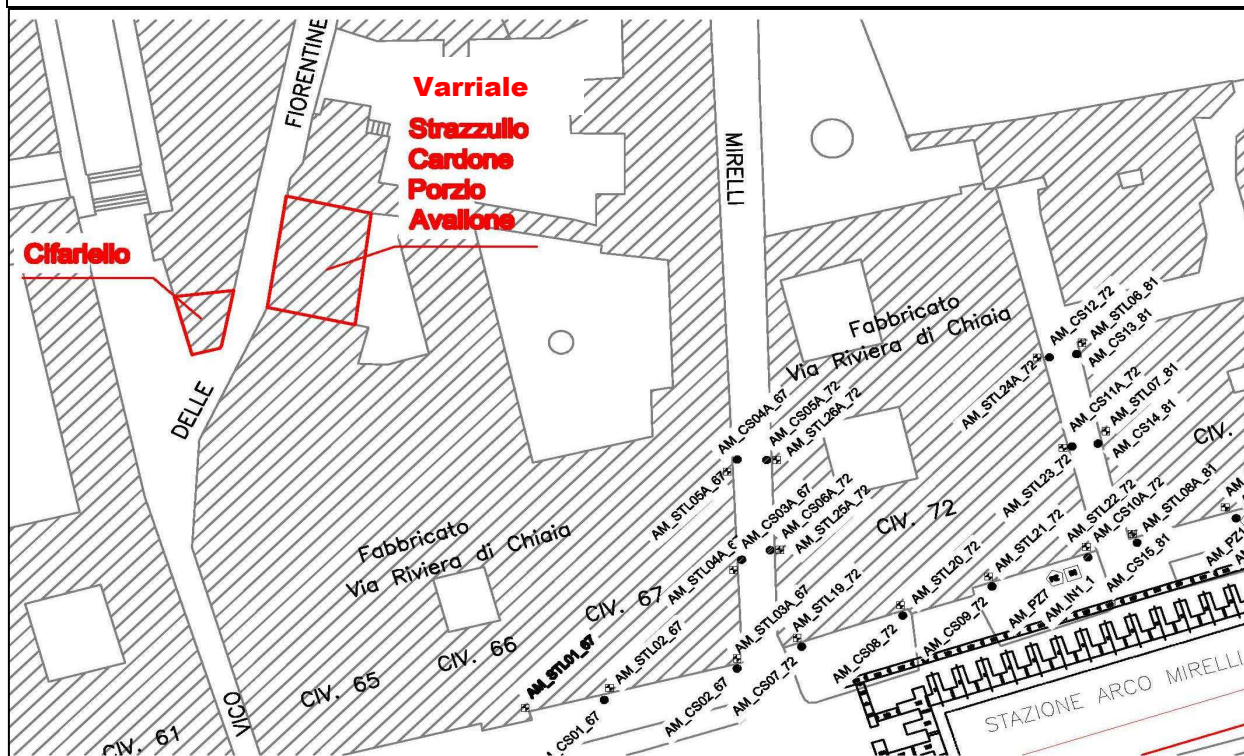 FIORENTINE
Varriale
Strazzullo
Cardone
Porzio
Avallone
MIRELLI
Cifariello
DELLE
VICO
Fabbricato
Via Riviera di Chiaia
Fabbricato
Via Riviera di Chiaia
CIV. 61
CIV. 65
CIV. 66
CIV. 67
CIV. 72
CIV.
AM_CS12_72
AM_STL06_81
AM_CS13_81
AM_STL24A_72
AM_CS11A_72
AM_STL07_81
AM_CS14_81
AM_STL23_72
AM_CS04A_67
AM_CS05A_72
AM_STL26A_72
AM_STL05A_67
AM_CS03A_67
AM_CS06A_72
AM_STL25A_72
AM_STL04A_6
AM_STL22_72
AM_CS10A_72
AM_STL08A_81
AM_CS15_81
AM_STL21_72
AM_STL20_72
AM_STL03A_67
AM_STL19_72
AM_STL01_67
AM_STL02_67
AM_CS01_67
AM_CS02_67
AM_CS07_72
AM_CS08_72
AM_CS09_72
AM_PZ7
AM_IN1_1
AM_PZ1
STAZIONE ARCO MIRELLI